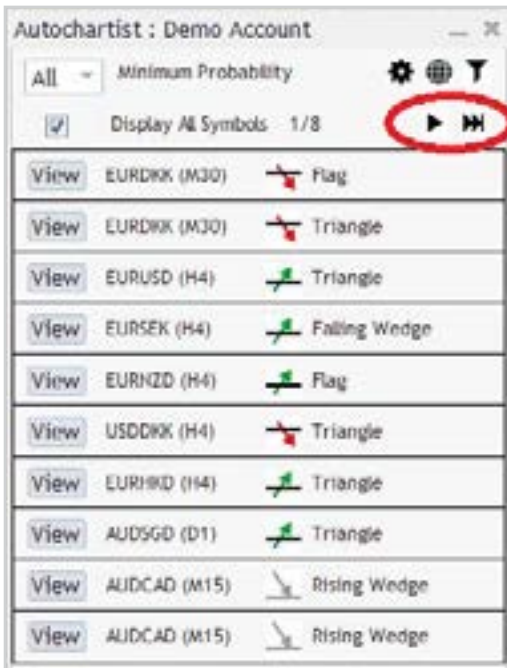 Autochartist : Demo Account
All Minimum Probability
Display All Symbols 1/8
View EURDKK (M30) Flag
View EURDKK (M30) Triangle
View EURUSD (H4) Triangle
View EURSEK (H4) Falling Wedge
View EURNZD (H4) Flag
View USDDKK (H4) Triangle
View EURHKD (H4) Triangle
View AUDSGD (D1) Triangle
View AUDCAD (M15) Rising Wedge
View AUDCAD (M15) Rising Wedge